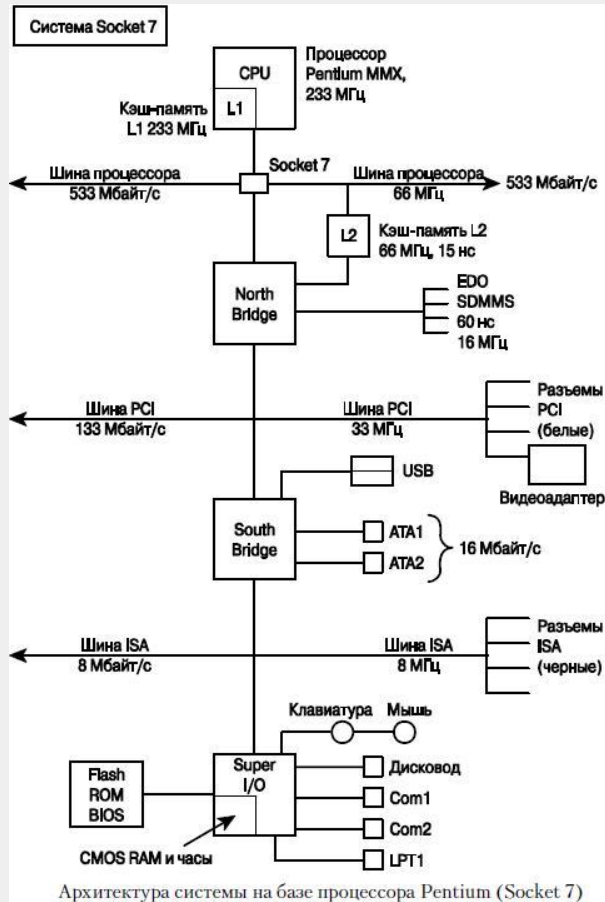 Система Socket 7
CPU
L1
Процессор
Pentium MMX,
233 МГц
Кэш-память
L1 233 МГц
Socket 7
Шина процессора
533 Мбайт/с
Шина процессора
66 МГц
533 Мбайт/с
L2
Кэш-память L2
66 МГц, 15 нс
North
Bridge
EDO
SDMMS
60 нс
16 МГц
Шина PCI
133 Мбайт/с
Шина PCI
33 МГц
Разъемы
PCI
(белые)
Видеоадаптер
USB
South
Bridge
ATA1
ATA2
16 Мбайт/с
Шина ISA
8 Мбайт/с
Шина ISA
8 МГц
Разъемы
ISA
(черные)
Клавиатура
Мышь
Flash
ROM
BIOS
Super
I/O
Дисковод
Com1
Com2
LPT1
CMOS RAM и часы
Архитектура системы на базе процессора Pentium (Socket 7)